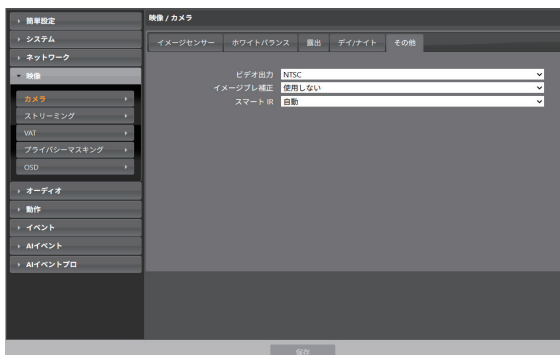 簡単設定
システム
ネットワーク
映像
カメラ
ストリーミング
VAT
プライバシーマスキング
OSD
オーディオ
動作
イベント
AIイベント
AIイベントプロ
映像 / カメラ
イメージセンサー ホワイトバランス 露出 デイ/ナイト その他
ビデオ出力 NTSC
イメージブレ補正 使用しない
スマート IR 自動
保存